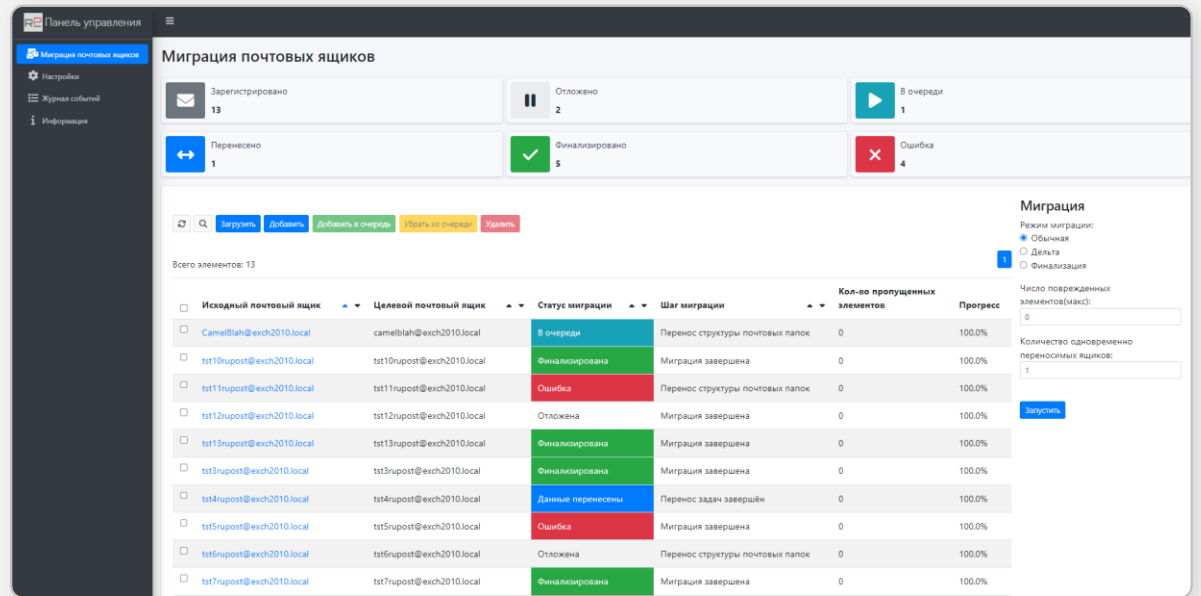 R2 Панель управления
Миграция почтовых ящиков
Настройки
Журнал событий
Информация
Миграция почтовых ящиков
Зарегистрировано
13
Отложено
2
В очереди
1
Перенесено
1
Финализировано
5
Ошибка
4
Загрузить Добавить Добавить в очередь Убрать из очереди Удалить
Всего элементов: 13
1
Исходный почтовый ящик Целевой почтовый ящик Статус миграции Шаг миграции Кол-во пропущенных элементов Прогресс
CamelBlah@exch2010.local camelblah@exch2010.local В очереди Перенос структуры почтовых папок 0 100.0%
tst10rupost@exch2010.local tst10rupost@exch2010.local Финализирована Миграция завершена 0 100.0%
tst11rupost@exch2010.local tst11rupost@exch2010.local Ошибка Перенос структуры почтовых папок 0 100.0%
tst12rupost@exch2010.local tst12rupost@exch2010.local Отложена Миграция завершена 0 100.0%
tst13rupost@exch2010.local tst13rupost@exch2010.local Финализирована Миграция завершена 0 100.0%
tst3rupost@exch2010.local tst3rupost@exch2010.local Финализирована Миграция завершена 0 100.0%
tst4rupost@exch2010.local tst4rupost@exch2010.local Данные перенесены Перенос задач завершён 0 100.0%
tst5rupost@exch2010.local tst5rupost@exch2010.local Ошибка Миграция завершена 0 100.0%
tst6rupost@exch2010.local tst6rupost@exch2010.local Отложена Перенос структуры почтовых папок 0 100.0%
tst7rupost@exch2010.local tst7rupost@exch2010.local Финализирована Миграция завершена 0 100.0%
Миграция
Режим миграции:
Обычная
Дельта
Финализация
Число поврежденных
элементов(макс):
0
Количество одновременно
переносимых ящиков:
1
Запустить